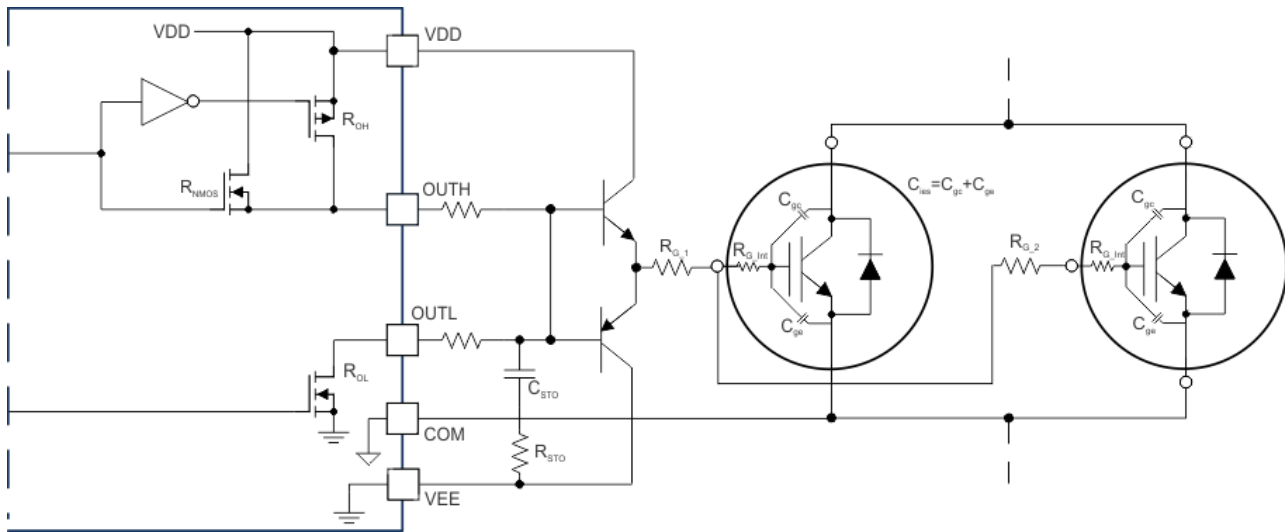 VDD
VDD
R_OH
R_NMOS
OUTH
OUTL
R_OL
C_STO
COM
R_STO
VEE
R_G_1
C_gc
C_ies=C_gc+C_ge
R_G_Int
C_ge
R_G_2
C_gc
R_G_Int
C_ge